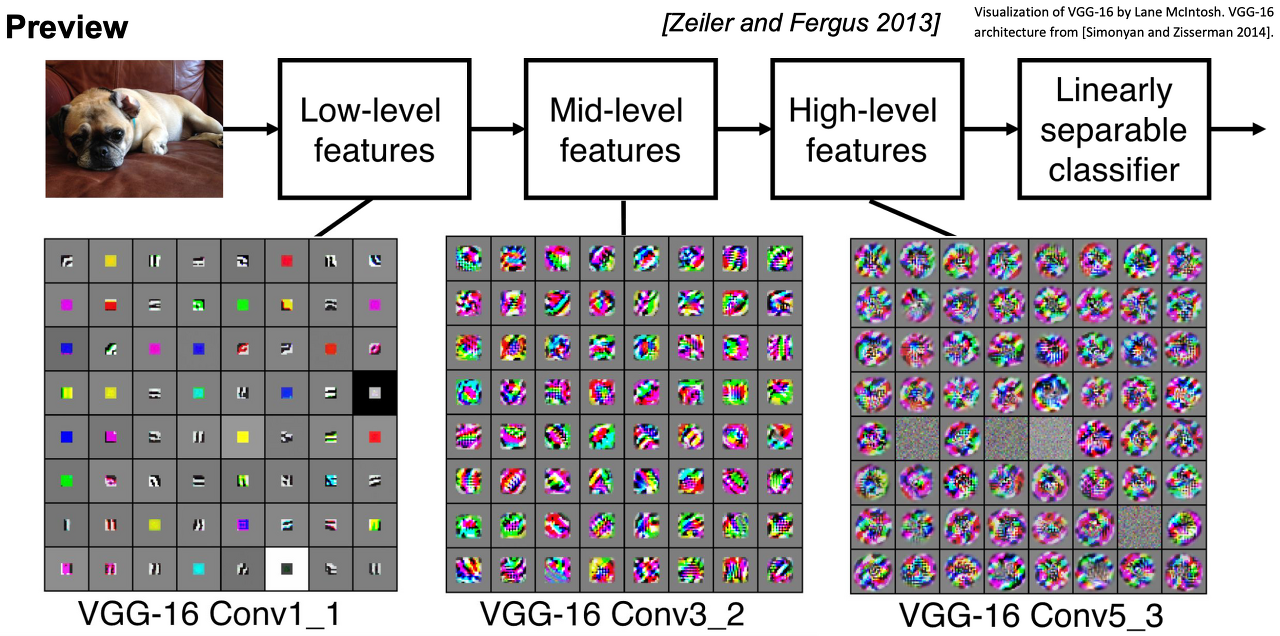 Preview
[Zeiler and Fergus 2013]
Visualization of VGG-16 by Lane McIntosh. VGG-16
architecture from [Simonyan and Zisserman 2014].
Low-level
features
Mid-level
features
High-level
features
Linearly
separable
classifier
VGG-16 Conv1_1
VGG-16 Conv3_2
VGG-16 Conv5_3